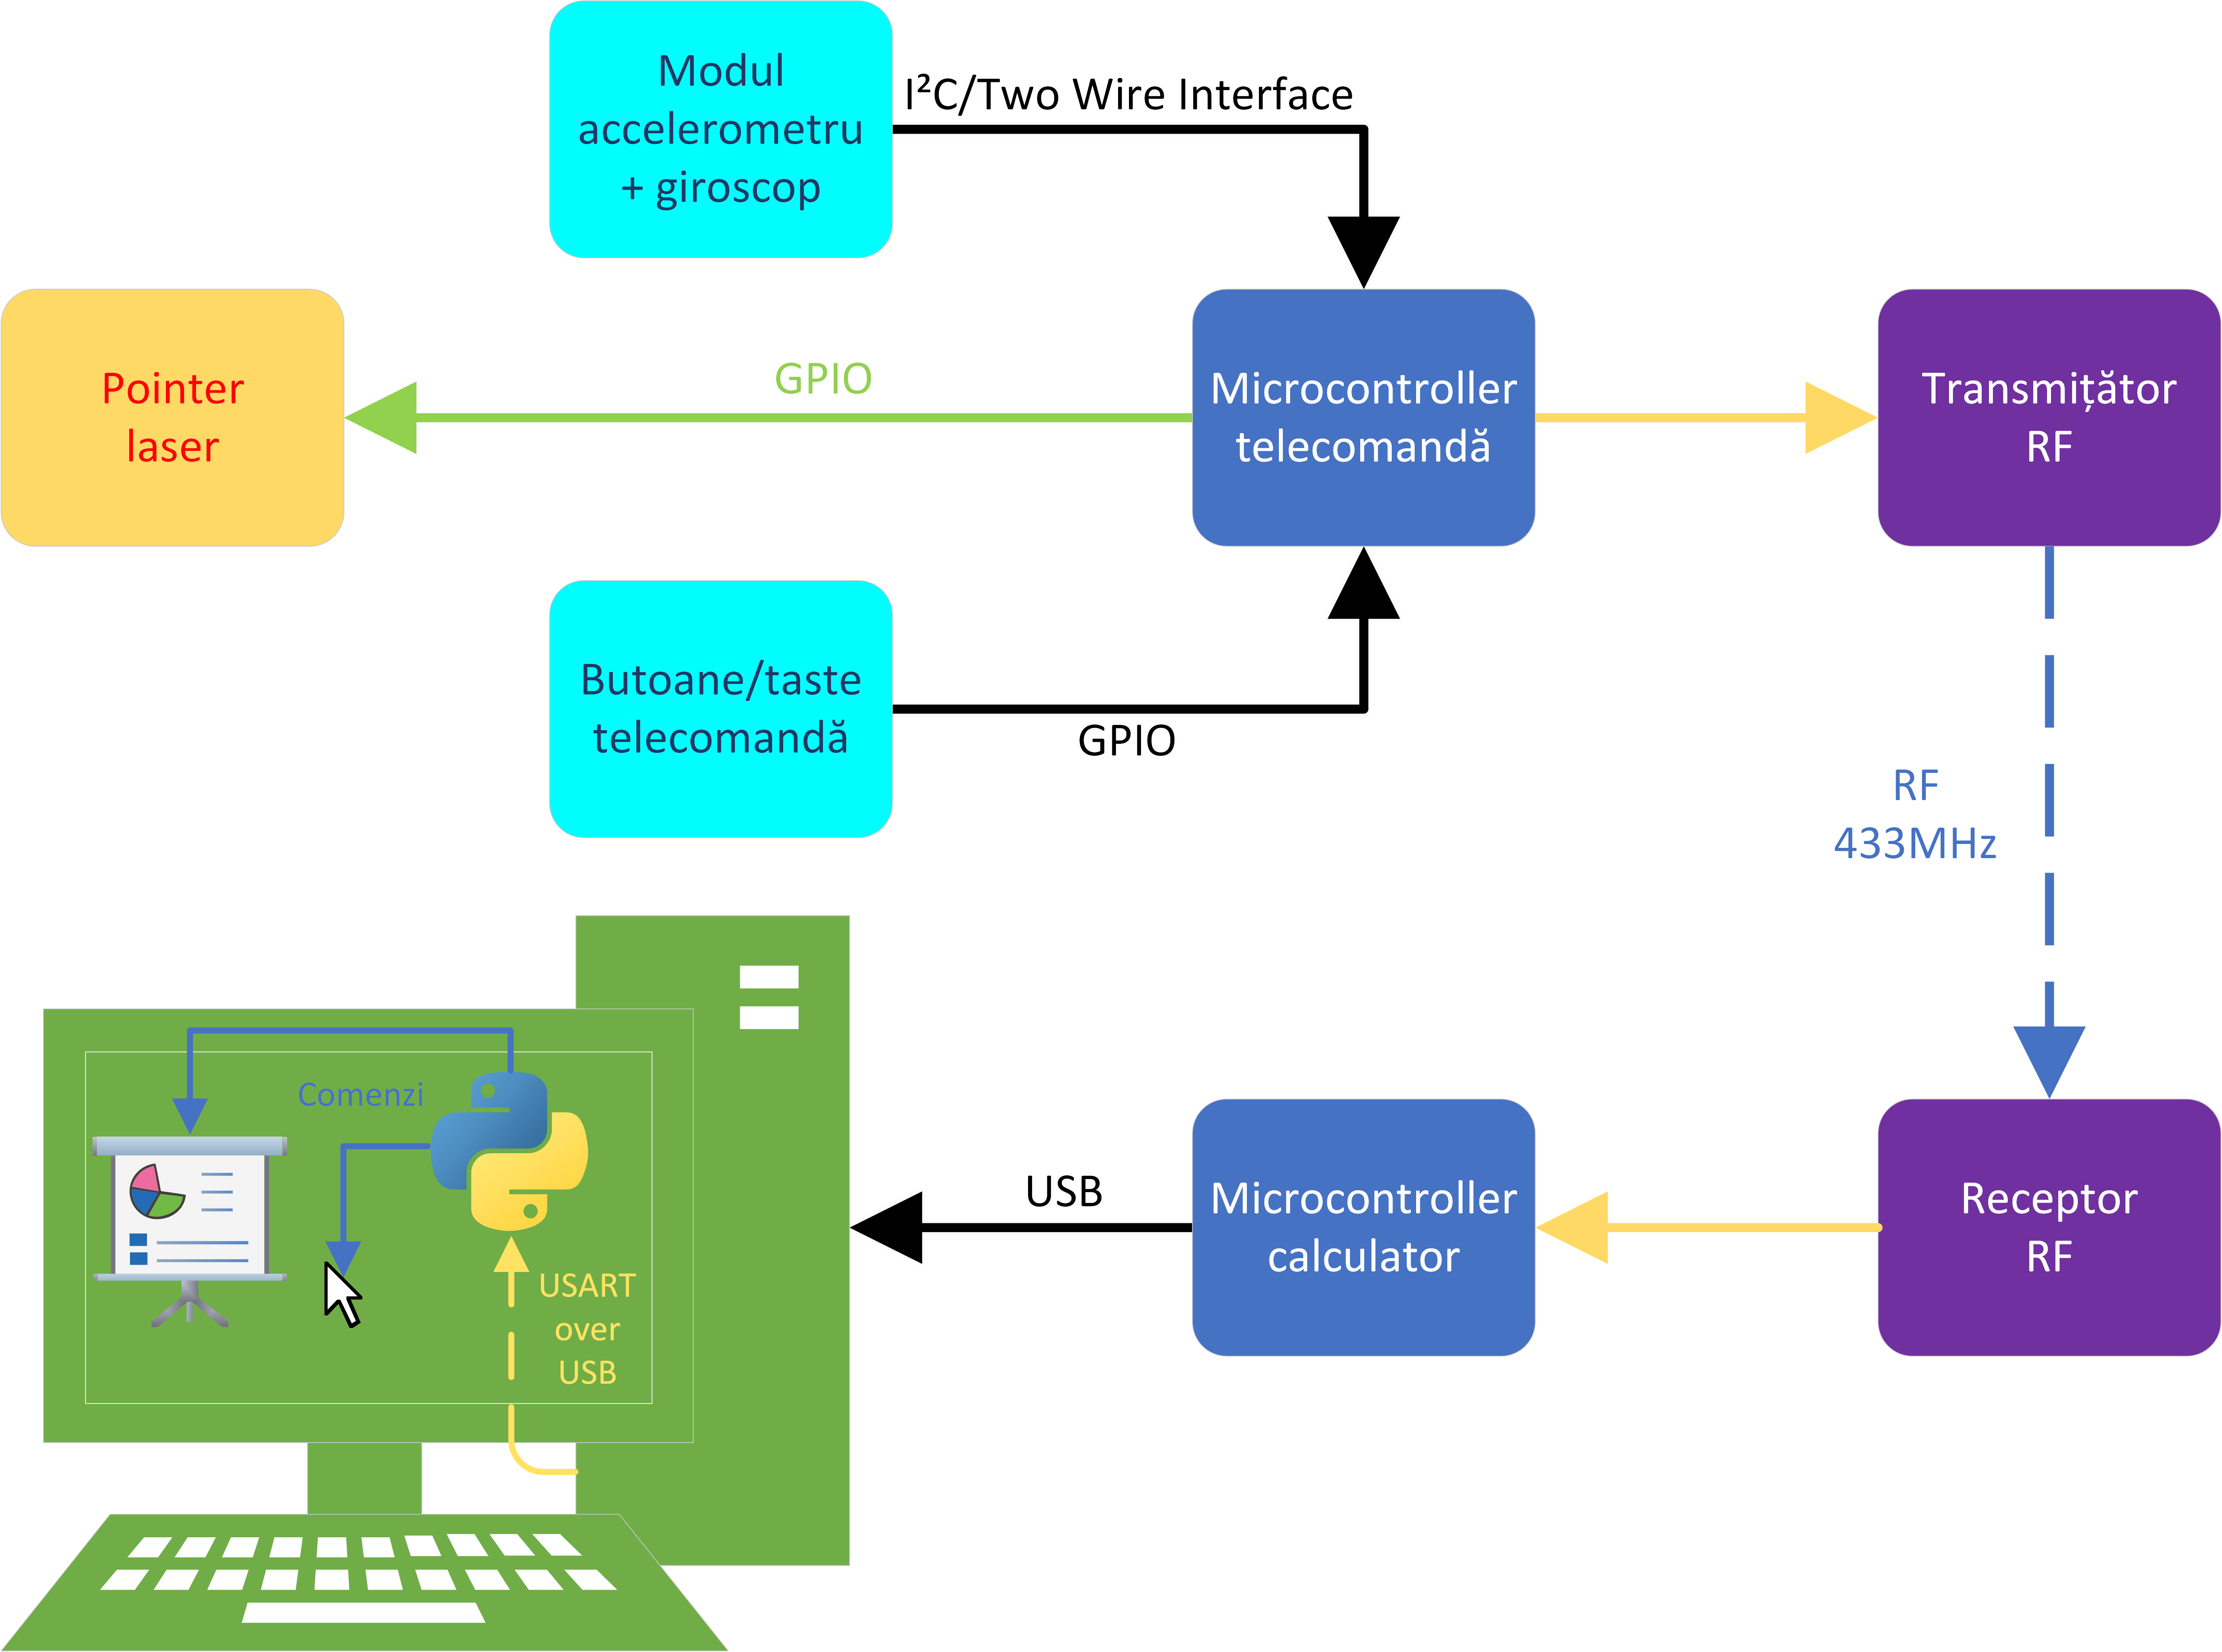 Modul
accelerometru
+ giroscop
I²C/Two Wire Interface
Pointer
laser
GPIO
Microcontroller
telecomandă
Transmițător
RF
Butoane/taste
telecomandă
GPIO
RF
433MHz
Comenzi
USART
over
USB
USB
Microcontroller
calculator
Receptor
RF